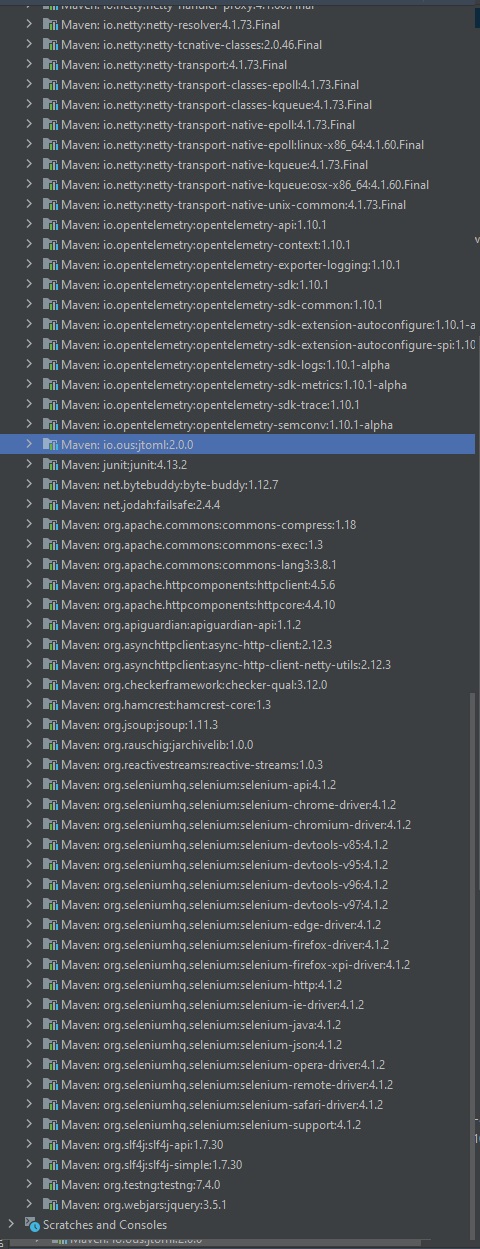 Maven: io.netty:netty-handler-proxy:4.1.60.Final
Maven: io.netty:netty-resolver:4.1.73.Final
Maven: io.netty:netty-tcnative-classes:2.0.46.Final
Maven: io.netty:netty-transport:4.1.73.Final
Maven: io.netty:netty-transport-classes-epoll:4.1.73.Final
Maven: io.netty:netty-transport-classes-kqueue:4.1.73.Final
Maven: io.netty:netty-transport-native-epoll:4.1.73.Final
Maven: io.netty:netty-transport-native-epoll:linux-x86_64:4.1.60.Final
Maven: io.netty:netty-transport-native-kqueue:4.1.73.Final
Maven: io.netty:netty-transport-native-kqueue:osx-x86_64:4.1.60.Final
Maven: io.netty:netty-transport-native-unix-common:4.1.73.Final
Maven: io.opentelemetry:opentelemetry-api:1.10.1
Maven: io.opentelemetry:opentelemetry-context:1.10.1
Maven: io.opentelemetry:opentelemetry-exporter-logging:1.10.1
Maven: io.opentelemetry:opentelemetry-sdk:1.10.1
Maven: io.opentelemetry:opentelemetry-sdk-common:1.10.1
Maven: io.opentelemetry:opentelemetry-sdk-extension-autoconfigure:1.10.1-a
Maven: io.opentelemetry:opentelemetry-sdk-extension-autoconfigure-spi:1.10
Maven: io.opentelemetry:opentelemetry-sdk-logs:1.10.1-alpha
Maven: io.opentelemetry:opentelemetry-sdk-metrics:1.10.1-alpha
Maven: io.opentelemetry:opentelemetry-sdk-trace:1.10.1
Maven: io.opentelemetry:opentelemetry-semconv:1.10.1-alpha
Maven: io.ous:jtoml:2.0.0
Maven: junit:junit:4.13.2
Maven: net.bytebuddy:byte-buddy:1.12.7
Maven: net.jodah:failsafe:2.4.4
Maven: org.apache.commons:commons-compress:1.18
Maven: org.apache.commons:commons-exec:1.3
Maven: org.apache.commons:commons-lang3:3.8.1
Maven: org.apache.httpcomponents:httpclient:4.5.6
Maven: org.apache.httpcomponents:httpcore:4.4.10
Maven: org.apiguardian:apiguardian-api:1.1.2
Maven: org.asynchttpclient:async-http-client:2.12.3
Maven: org.asynchttpclient:async-http-client-netty-utils:2.12.3
Maven: org.checkerframework:checker-qual:3.12.0
Maven: org.hamcrest:hamcrest-core:1.3
Maven: org.jsoup:jsoup:1.11.3
Maven: org.rauschig:jarchivelib:1.0.0
Maven: org.reactivestreams:reactive-streams:1.0.3
Maven: org.seleniumhq.selenium:selenium-api:4.1.2
Maven: org.seleniumhq.selenium:selenium-chrome-driver:4.1.2
Maven: org.seleniumhq.selenium:selenium-chromium-driver:4.1.2
Maven: org.seleniumhq.selenium:selenium-devtools-v85:4.1.2
Maven: org.seleniumhq.selenium:selenium-devtools-v95:4.1.2
Maven: org.seleniumhq.selenium:selenium-devtools-v96:4.1.2
Maven: org.seleniumhq.selenium:selenium-devtools-v97:4.1.2
Maven: org.seleniumhq.selenium:selenium-edge-driver:4.1.2
Maven: org.seleniumhq.selenium:selenium-firefox-driver:4.1.2
Maven: org.seleniumhq.selenium:selenium-firefox-xpi-driver:4.1.2
Maven: org.seleniumhq.selenium:selenium-http:4.1.2
Maven: org.seleniumhq.selenium:selenium-ie-driver:4.1.2
Maven: org.seleniumhq.selenium:selenium-java:4.1.2
Maven: org.seleniumhq.selenium:selenium-json:4.1.2
Maven: org.seleniumhq.selenium:selenium-opera-driver:4.1.2
Maven: org.seleniumhq.selenium:selenium-remote-driver:4.1.2
Maven: org.seleniumhq.selenium:selenium-safari-driver:4.1.2
Maven: org.seleniumhq.selenium:selenium-support:4.1.2
Maven: org.slf4j:slf4j-api:1.7.30
Maven: org.slf4j:slf4j-simple:1.7.30
Maven: org.testng:testng:7.4.0
Maven: org.webjars:jquery:3.5.1
Scratches and Consoles
Maven: io.ous:jtoml:2.0.0